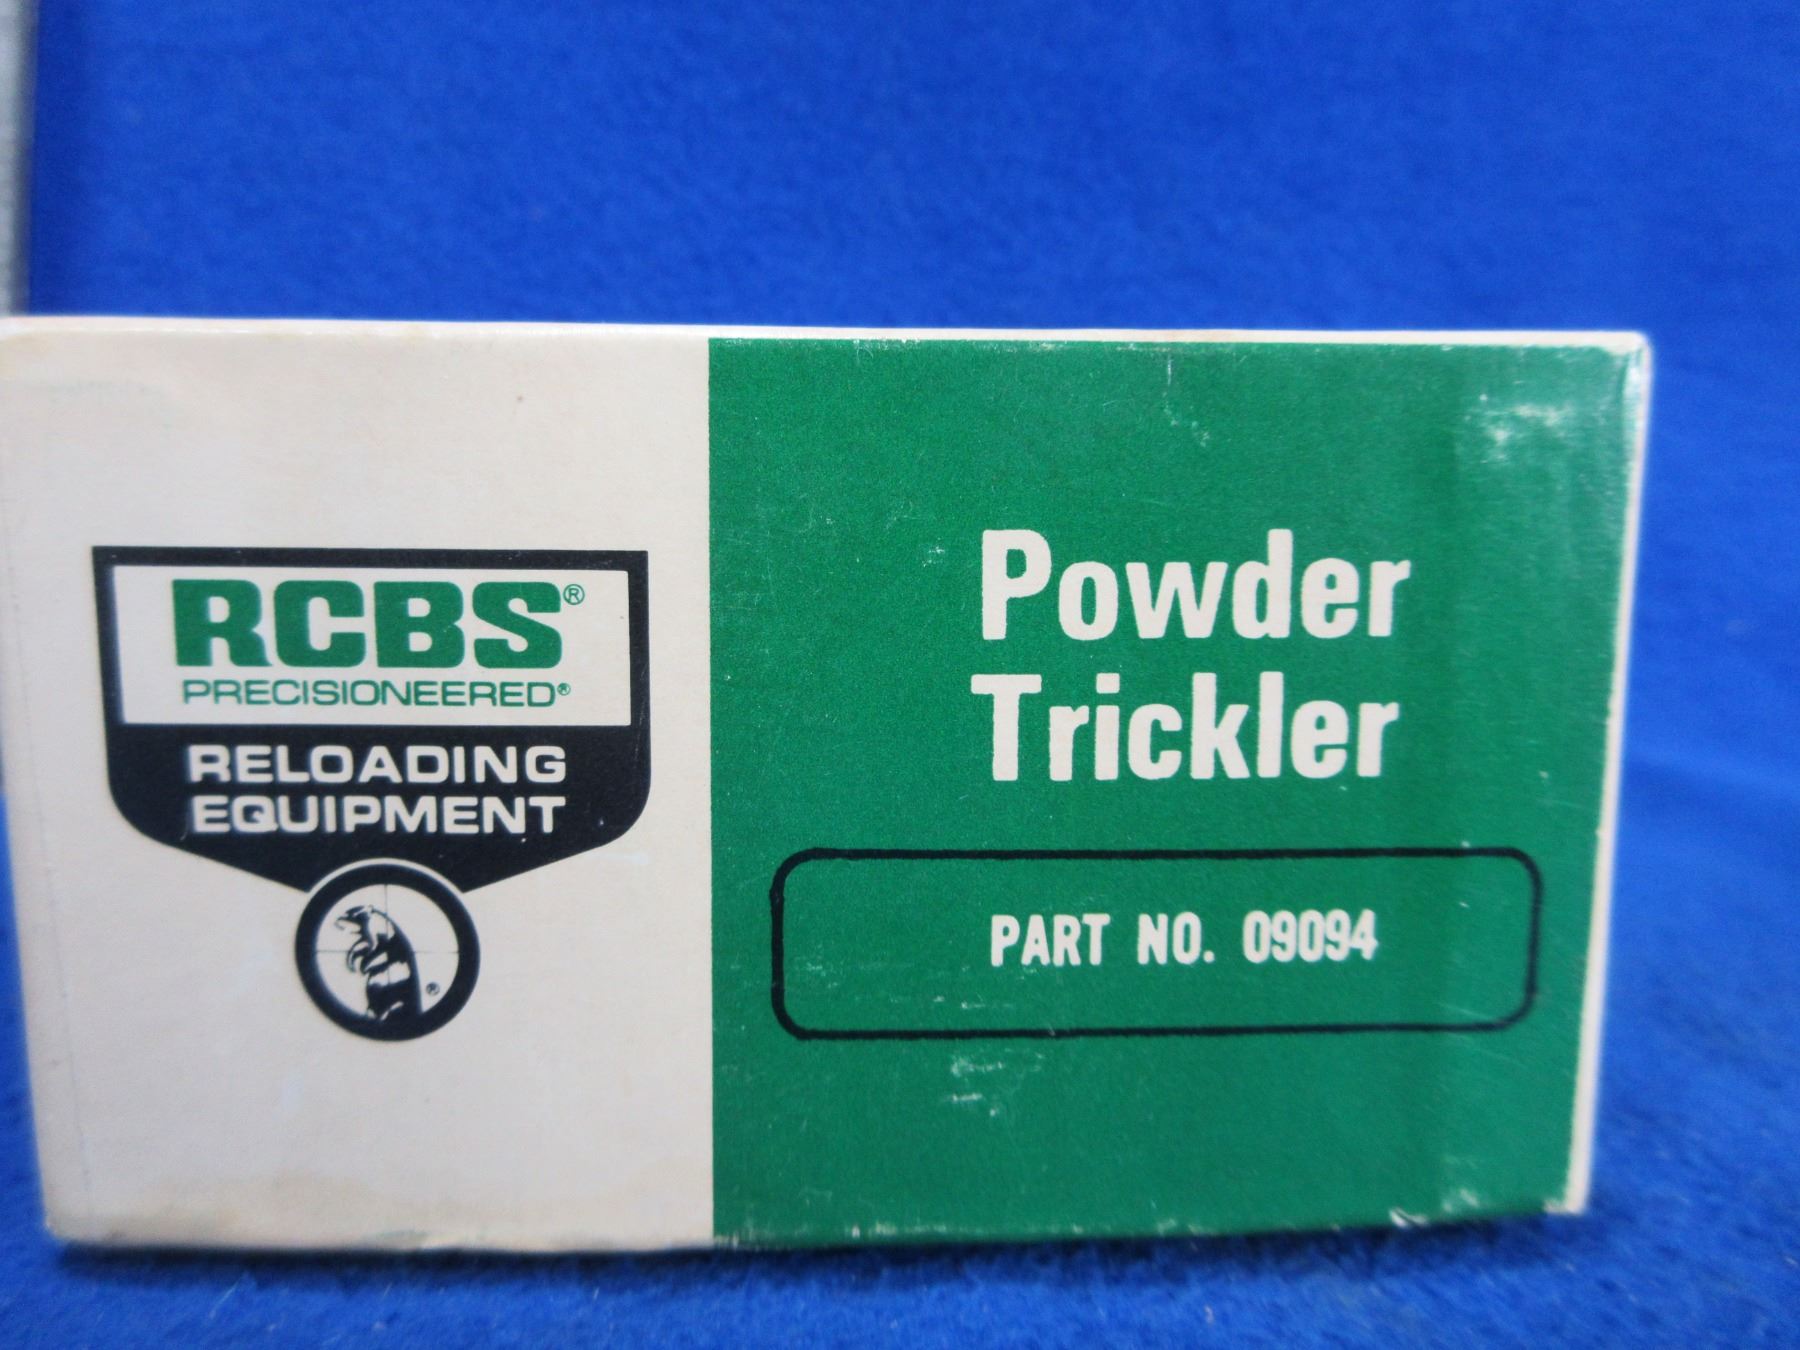 RCBS®
PRECISIONEERED®
RELOADING
EQUIPMENT
®
Powder
Trickler
PART NO. 09094